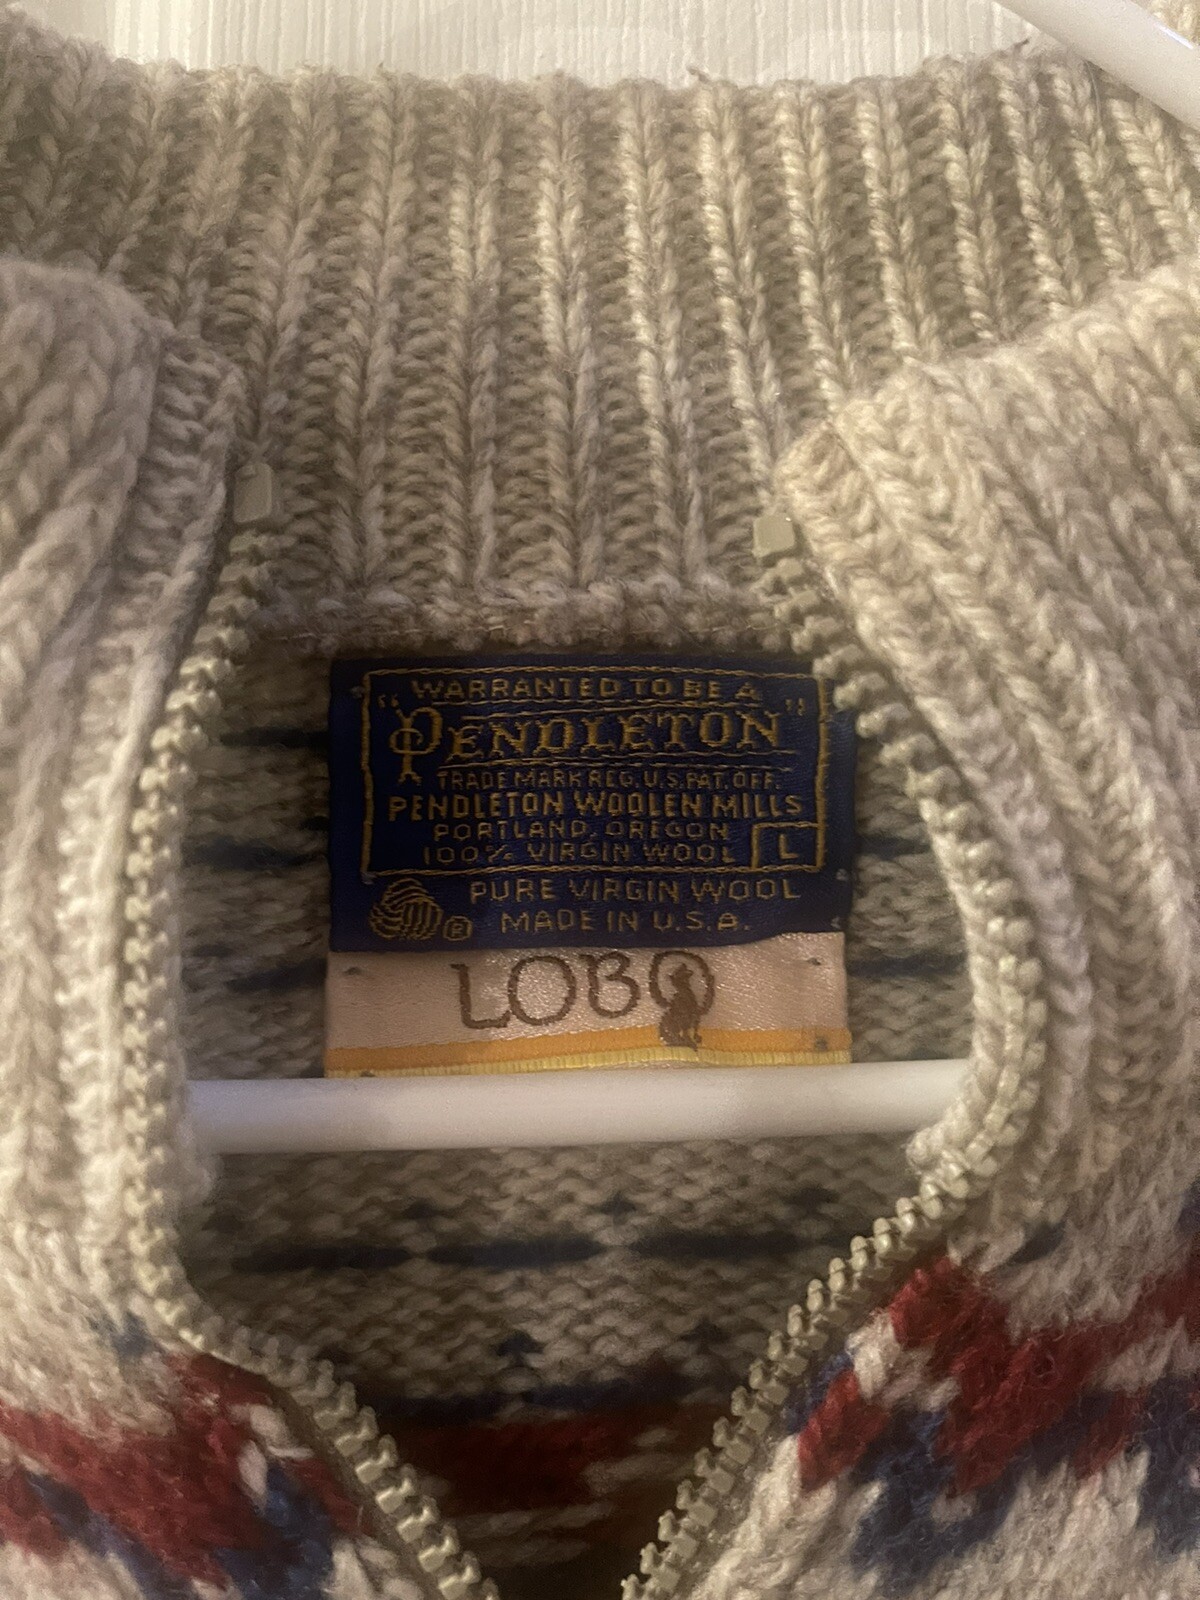 WARRANTED TO BE A
"PENDLETON"
TRADE MARK REG. U.S. PAT. OFF.
PENDLETON WOOLEN MILLS
PORTLAND, OREGON
100% VIRGIN WOOL L
PURE VIRGIN WOOL
® MADE IN U.S.A.
LOBO